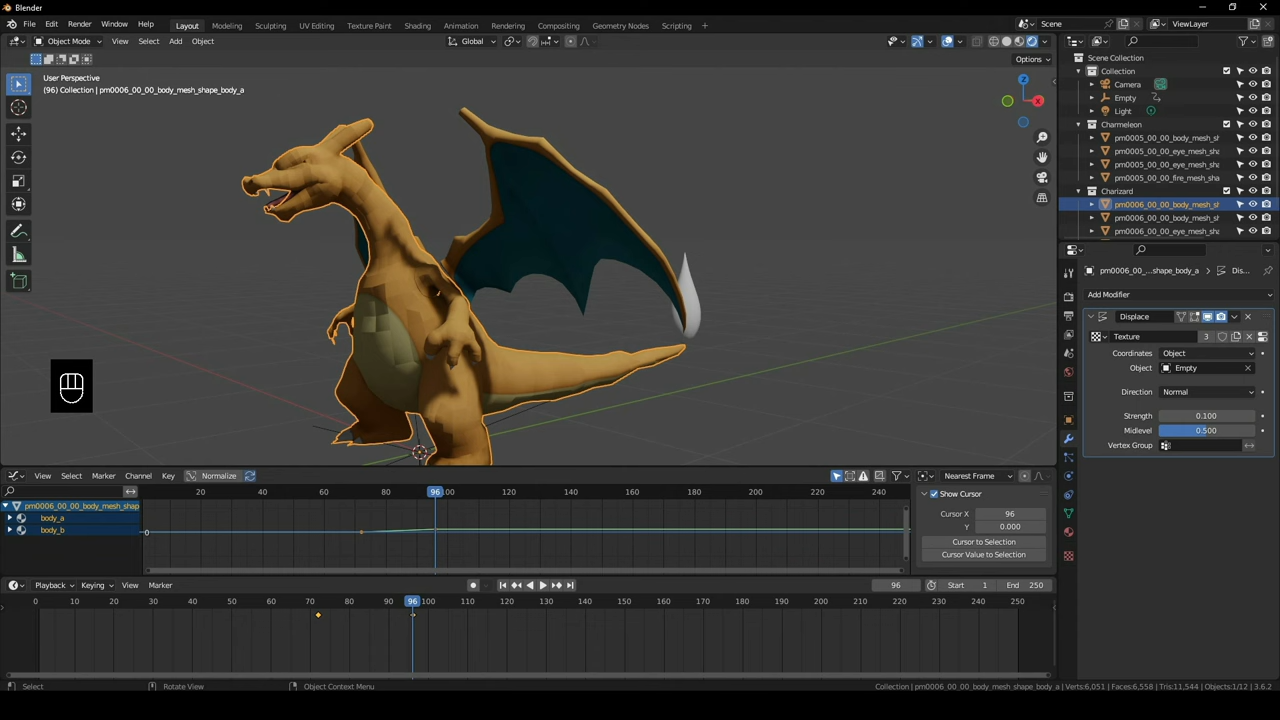 Blender
File Edit Render Window Help
Layout Modeling Sculpting UV Editing Texture Paint Shading Animation Rendering Compositing Geometry Nodes Scripting +
Scene
ViewLayer
Object Mode View Select Add Object
Global
Options
User Perspective
(96) Collection | pm0006_00_00_body_mesh_shape_body_a
X
Z
Scene Collection
Collection
Camera
Empty
Light
Charmeleon
pm0005_00_00_body_mesh_sh
pm0005_00_00_eye_mesh_sha
pm0005_00_00_eye_mesh_sha
pm0005_00_00_fire_mesh_sha
Charizard
pm0006_00_00_body_mesh_sh
pm0006_00_00_body_mesh_sh
pm0006_00_00_eye_mesh_sha
pm0006_00_...shape_body_a > Dis...
Add Modifier
Displace
Texture 3
Coordinates Object
Object Empty
Direction Normal
Strength 0.100
Midlevel 0.500
Vertex Group
View Select Marker Channel Key Normalize
Nearest Frame
20 40 60 80 96 100 120 140 160 180 200 220 240
pm0006_00_00_body_mesh_shap
body_a
body_b
0
Show Cursor
Cursor X 96
Y 0.000
Cursor to Selection
Cursor Value to Selection
Playback Keying View Marker
96 Start 1 End 250
0 10 20 30 40 50 60 70 80 90 96 100 110 120 130 140 150 160 170 180 190 200 210 220 230 240 250
Select Rotate View Object Context Menu
Collection | pm0006_00_00_body_mesh_shape_body_a | Verts:6,051 | Faces:6,558 | Tris:11,544 | Objects:1/12 | 3.6.2